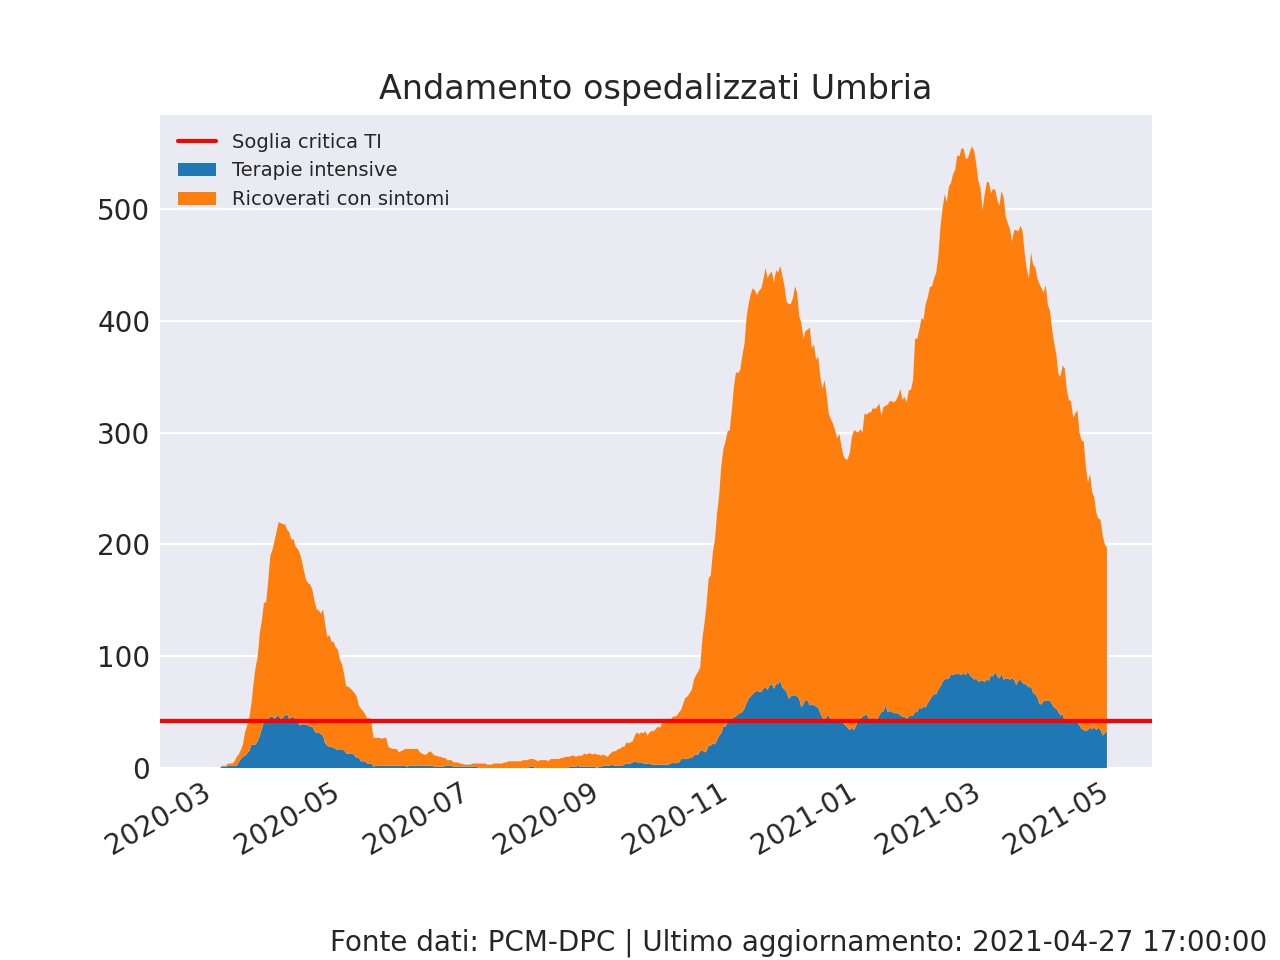 Andamento ospedalizzati Umbria
Soglia critica TI
Terapie intensive
Ricoverati con sintomi
500
400
300
200
100
0
2020-03 2020-05 2020-07 2020-09 2020-11 2021-01 2021-03 2021-05
Fonte dati: PCM-DPC | Ultimo aggiornamento: 2021-04-27 17:00:00